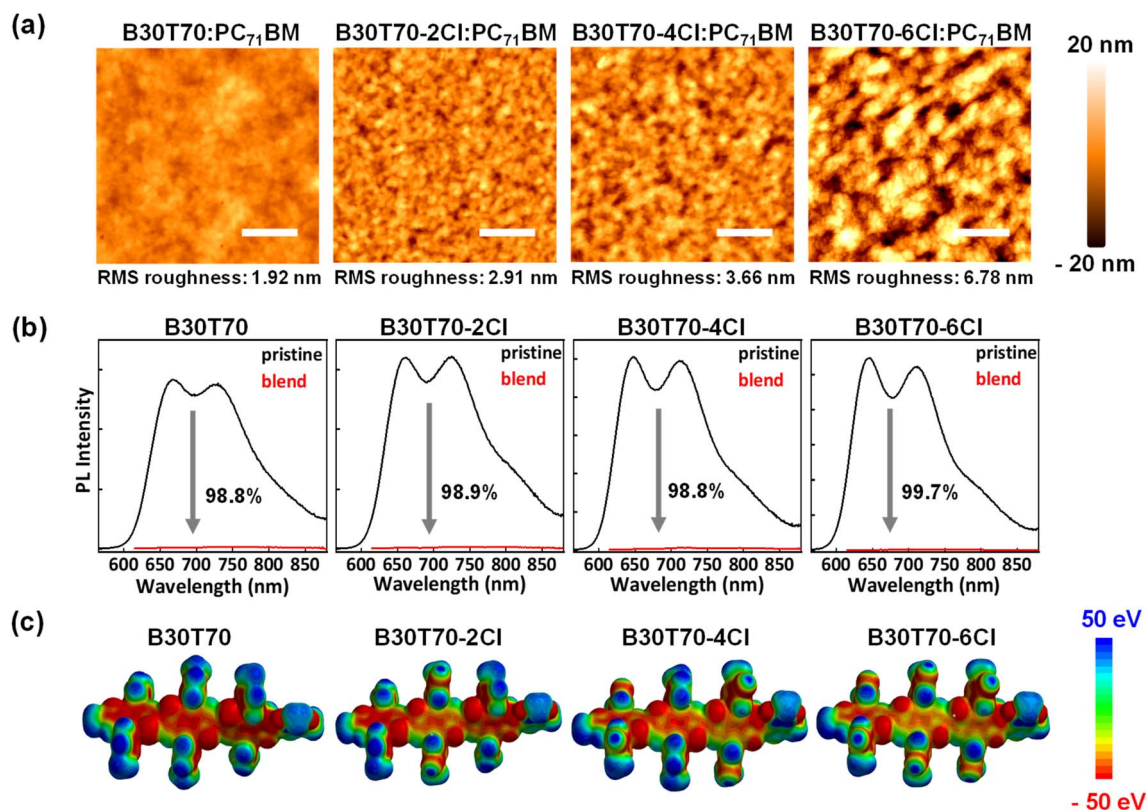 (a)
B30T70:PC71BM B30T70-2Cl:PC71BM B30T70-4Cl:PC71BM B30T70-6Cl:PC71BM
20 nm
- 20 nm
RMS roughness: 1.92 nm RMS roughness: 2.91 nm RMS roughness: 3.66 nm RMS roughness: 6.78 nm
(b)
B30T70 B30T70-2Cl B30T70-4Cl B30T70-6Cl
pristine pristine pristine pristine
blend blend blend blend
PL Intensity
98.8% 98.9% 98.8% 99.7%
600 650 700 750 800 850 600 650 700 750 800 850 600 650 700 750 800 850 600 650 700 750 800 850
Wavelength (nm) Wavelength (nm) Wavelength (nm) Wavelength (nm)
(c)
B30T70 B30T70-2Cl B30T70-4Cl B30T70-6Cl
50 eV
- 50 eV